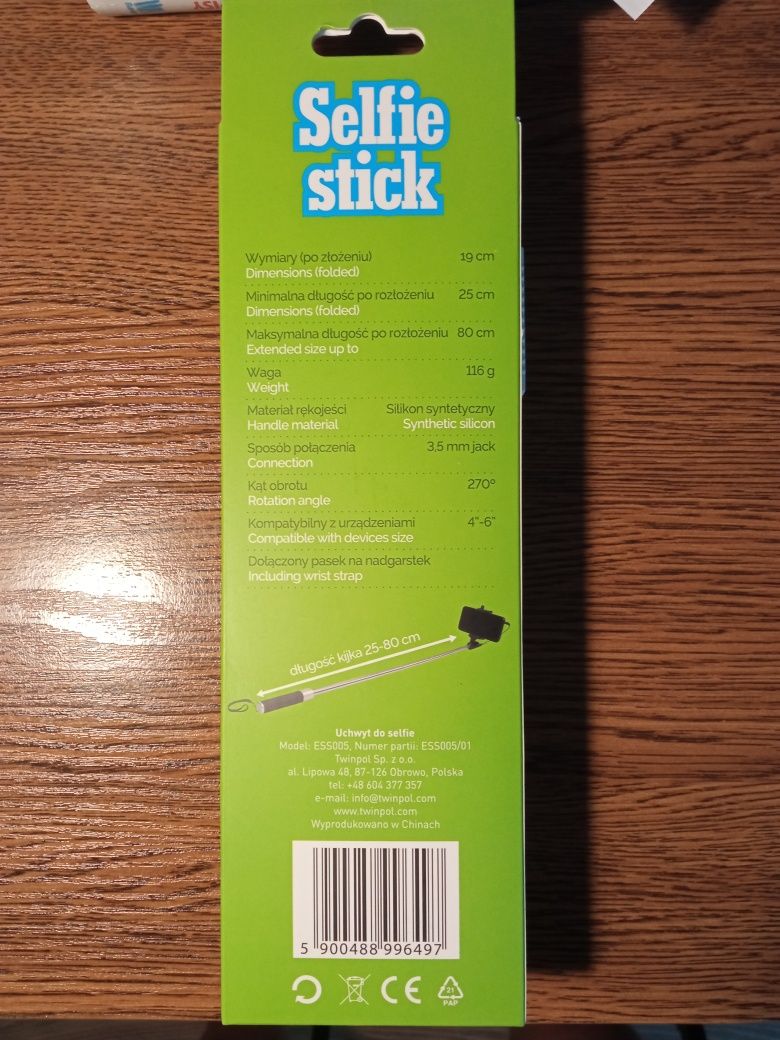 Selfie
stick
Wymiary (po złożeniu) 19 cm
Dimensions (folded)
Minimalna długość po rozłożeniu 25 cm
Dimensions (folded)
Maksymalna długość po rozłożeniu 80 cm
Extended size up to
Waga 116 g
Weight
Materiał rękojeści Silikon syntetyczny
Handle material Synthetic silicon
Sposób połączenia 3,5 mm jack
Connection
Kąt obrotu 270°
Rotation angle
Kompatybilny z urządzeniami 4"-6"
Compatible with devices size
Dołączony pasek na nadgarstek
Including wrist strap
długość kijka 25-80 cm
Uchwyt do selfie
Model: ESS005, Numer partii: ESS005/01
Twinpol Sp. z o.o.
al. Lipowa 48, 87-126 Obrowo, Polska
tel: +48 604 377 357
e-mail: info@twinpol.com
www.twinpol.com
Wyprodukowano w Chinach
5 900488 996497
CE
21
PAP